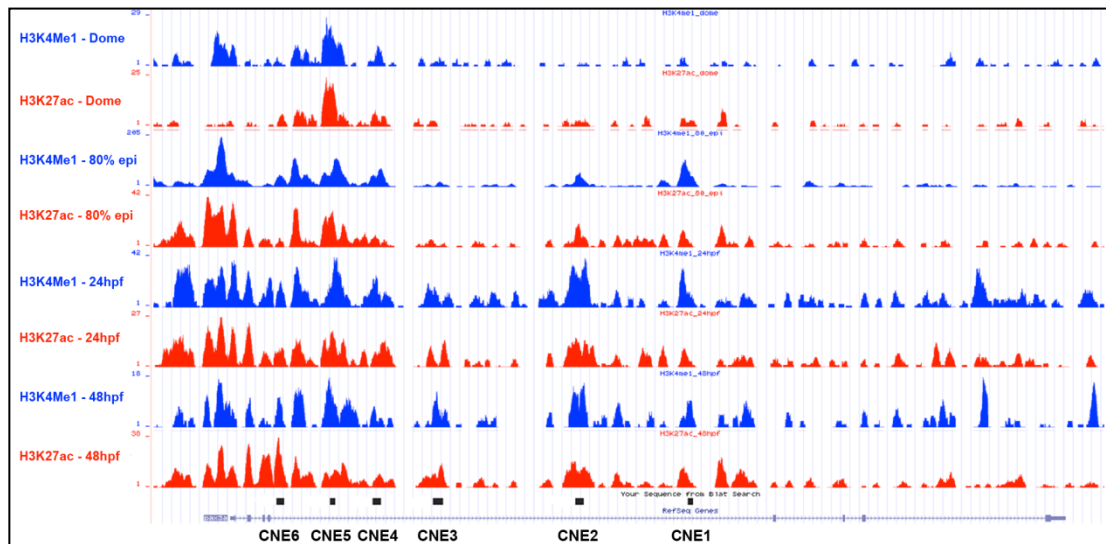 29 _ H3K4me1_dome
H3K4Me1 - Dome
1 _
25 _ H3K27ac_dome
H3K27ac - Dome
1 _
205 _ H3K4me1_80_epi
H3K4Me1 - 80% epi
1 _
42 _ H3K27ac_80_epi
H3K27ac - 80% epi
1 _
42 _ H3K4me1_24hpf
H3K4Me1 - 24hpf
1 _
27 _ H3K27ac_24hpf
H3K27ac - 24hpf
1 _
18 _ H3K4me1_48hpf
H3K4Me1 - 48hpf
1 _
36 _ H3K27ac_48hpf
H3K27ac - 48hpf
1 _
Your Sequence from Blat Search
RefSeq Genes
CNE6 CNE5 CNE4 CNE3 CNE2 CNE1